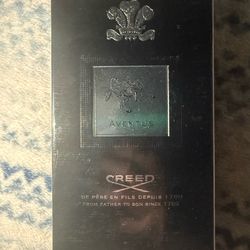 AVENTUS
CREED
DE PÈRE EN FILS DEPUIS 1760
FROM FATHER TO SON SINCE 1760